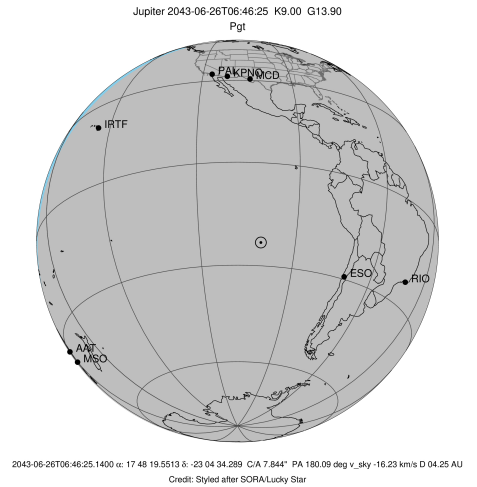 Jupiter 2043-06-26T06:46:25 K9.00 G13.90
Pgt
PAL KPNO MCD
IRTF
ESO
RIO
AAT
MSO
2043-06-26T06:46:25.1400 α: 17 48 19.5513 δ: -23 04 34.289 C/A 7.844" PA 180.09 deg v_sky -16.23 km/s D 04.25 AU
Credit: Styled after SORA/Lucky Star